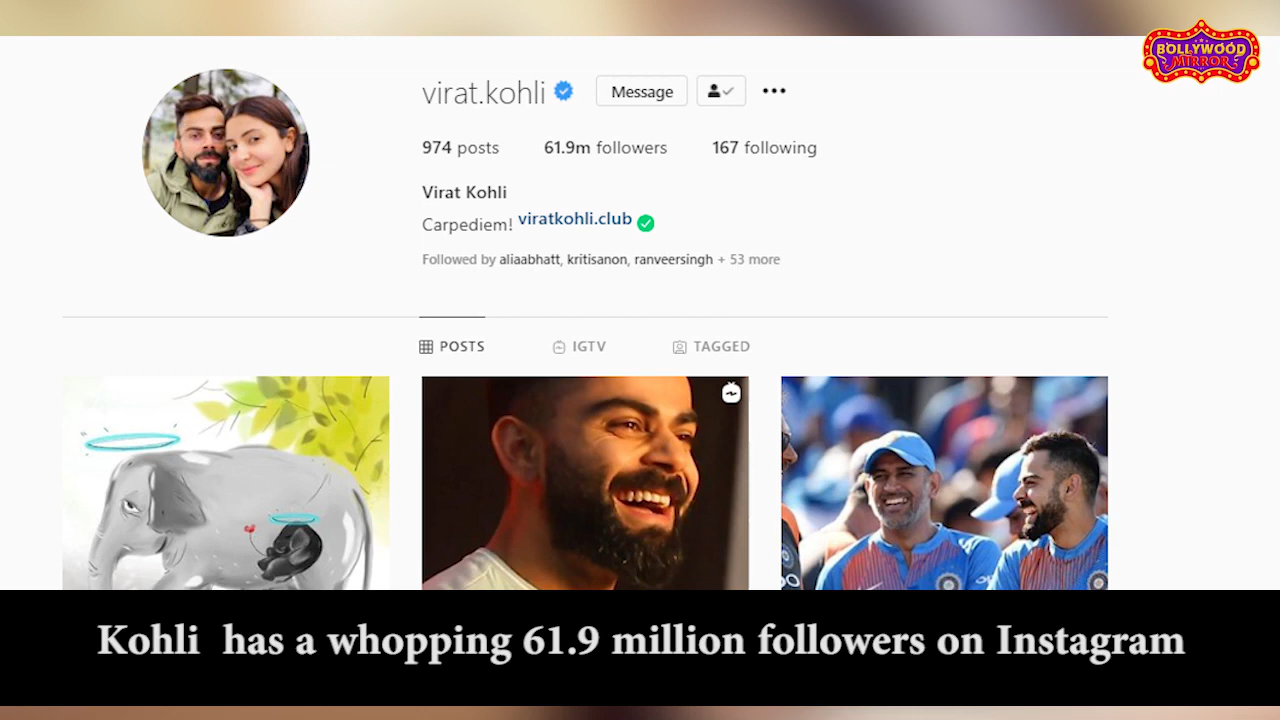 BOLLYWOOD
MIRROR
virat.kohli Message
974 posts 61.9m followers 167 following
Virat Kohli
Carpediem! viratkohli.club
Followed by aliaabhatt, kritisanon, ranveersingh + 53 more
POSTS IGTV TAGGED
Kohli has a whopping 61.9 million followers on Instagram